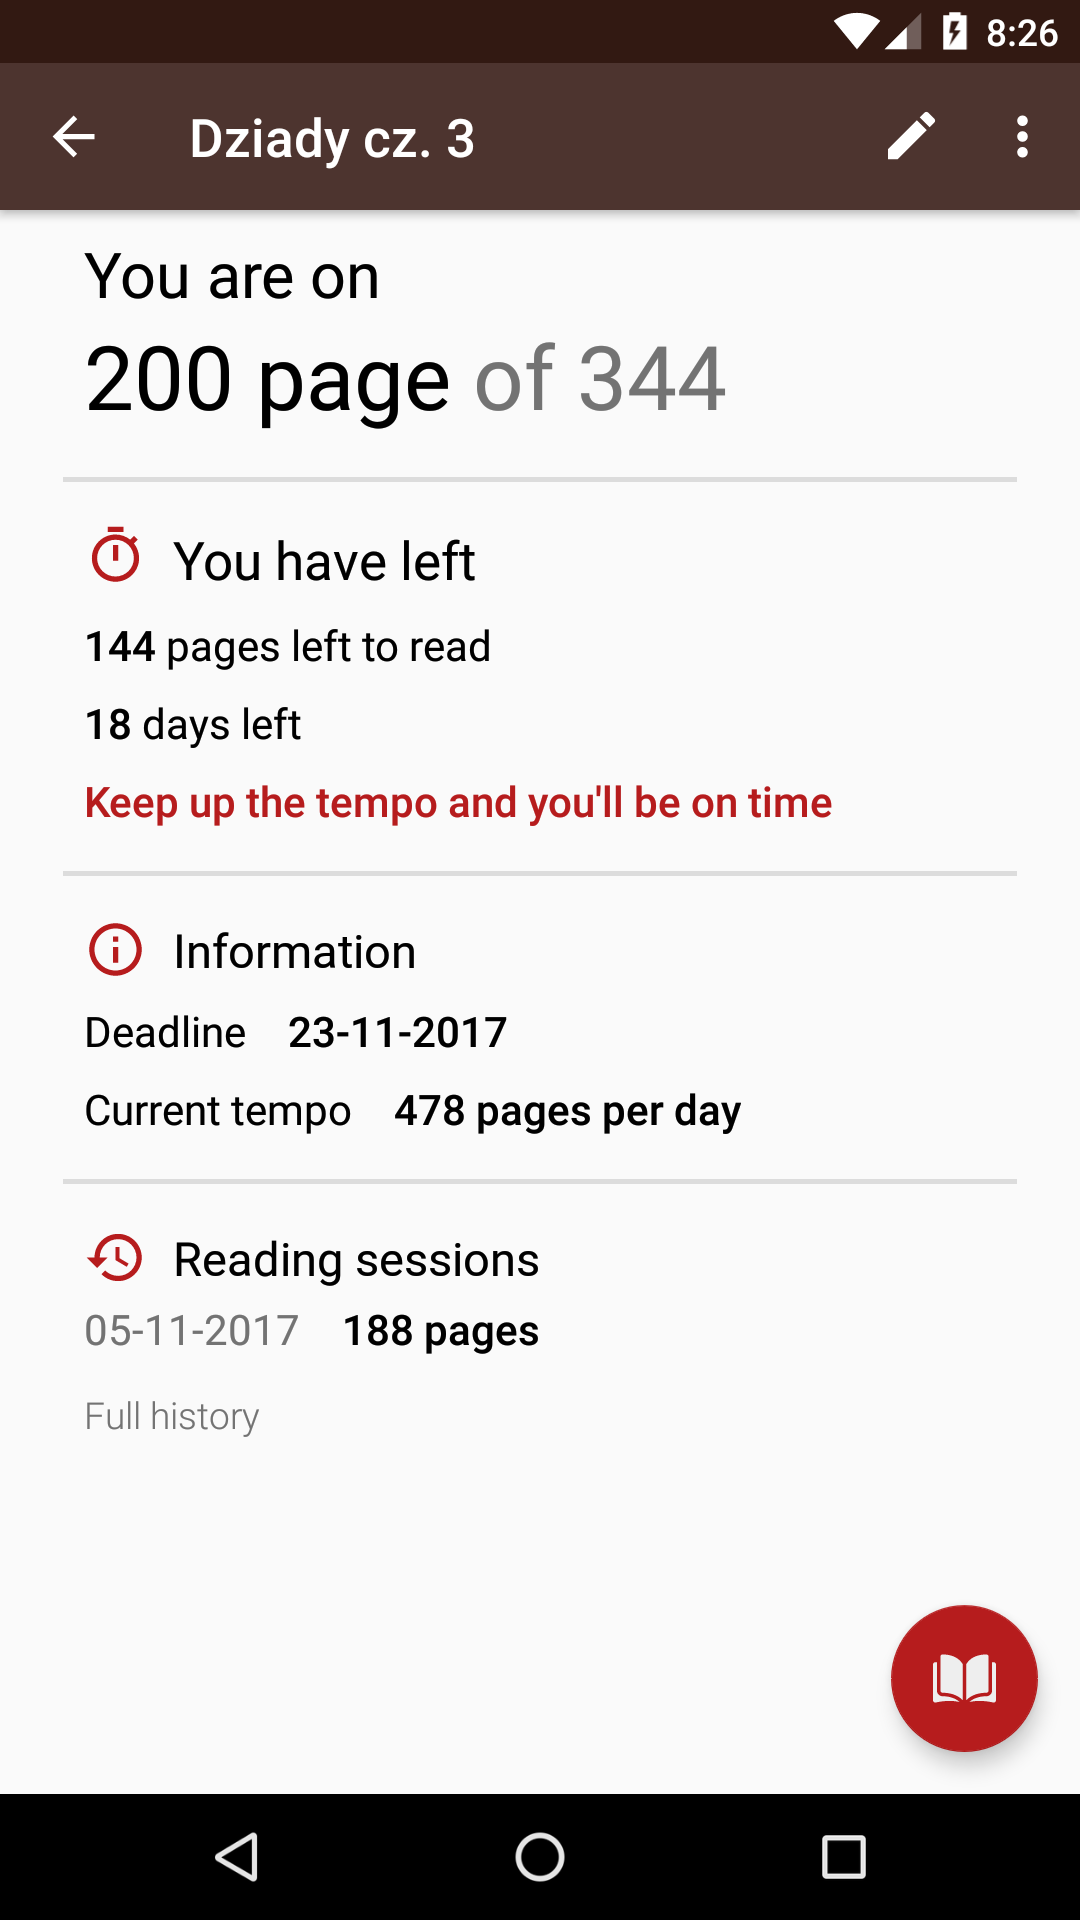 8:26
Dziady cz. 3
You are on
200 page of 344
You have left
144 pages left to read
18 days left
Keep up the tempo and you'll be on time
Information
Deadline 23-11-2017
Current tempo 478 pages per day
Reading sessions
05-11-2017 188 pages
Full history